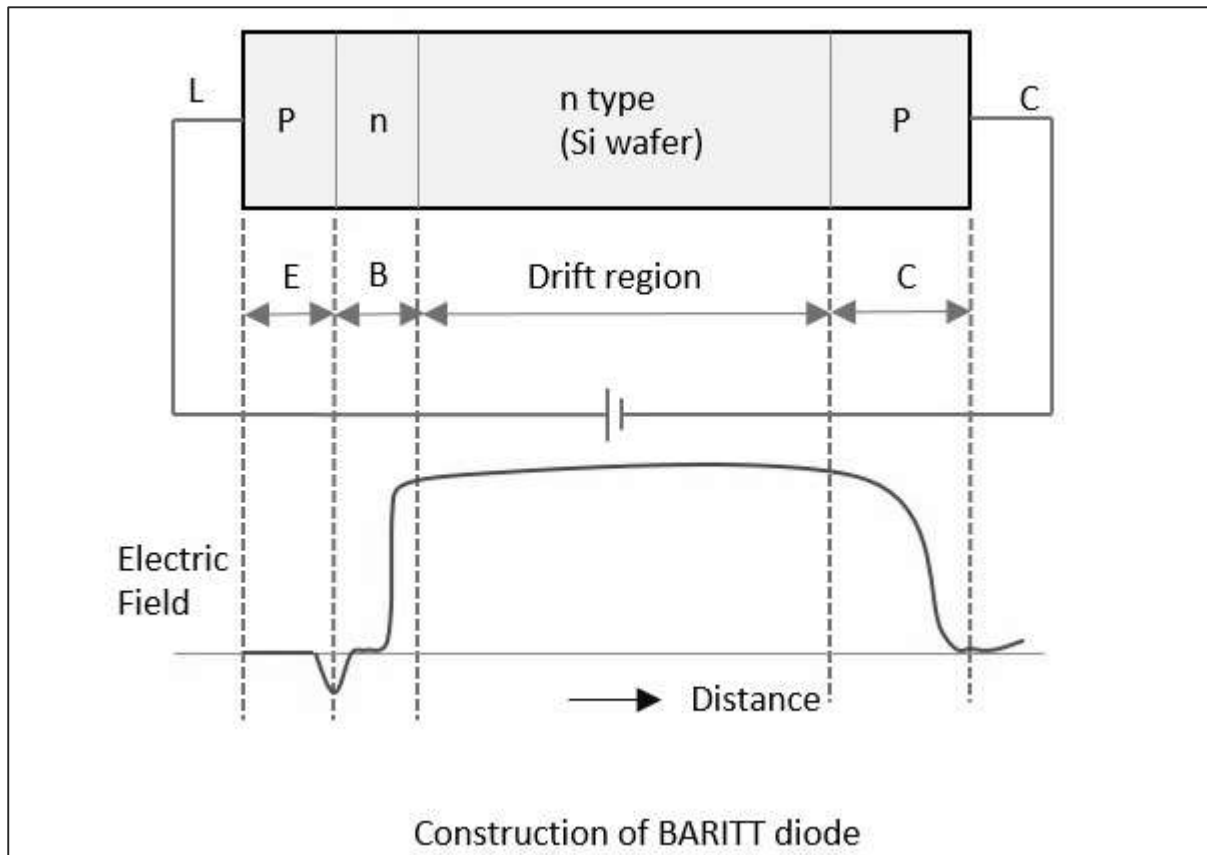 L
P
n
n type
(Si wafer)
P
C
E
B
Drift region
C
Electric
Field
Distance
Construction of BARITT diode